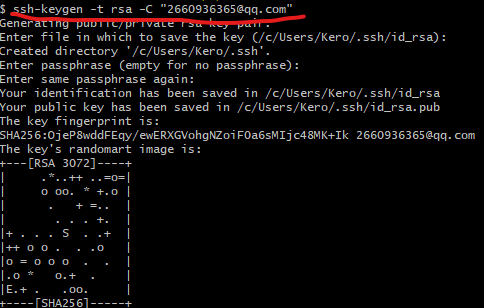 $ ssh-keygen -t rsa -C "2660936365@qq.com"
Generating public/private rsa key pair.
Enter file in which to save the key (/c/Users/Kero/.ssh/id_rsa):
Created directory '/c/Users/Kero/.ssh'.
Enter passphrase (empty for no passphrase):
Enter same passphrase again:
Your identification has been saved in /c/Users/Kero/.ssh/id_rsa
Your public key has been saved in /c/Users/Kero/.ssh/id_rsa.pub
The key fingerprint is:
SHA256:OjeP8wddFEqy/ewERXGVohgNZoiFOa6sMIjc48MK+Ik 2660936365@qq.com
The key's randomart image is:
+---[RSA 3072]----+
|     .*..++ ..=o=|
|     o oo. * +.o |
|      .   + =..  |
|       . . . +.  |
|+ . . . S  . .+  |
|++ o o .  . .o   |
|o = o o o  .  .  |
|.o *   o.+  .    |
|E.+ .   .oo.     |
+----[SHA256]-----+